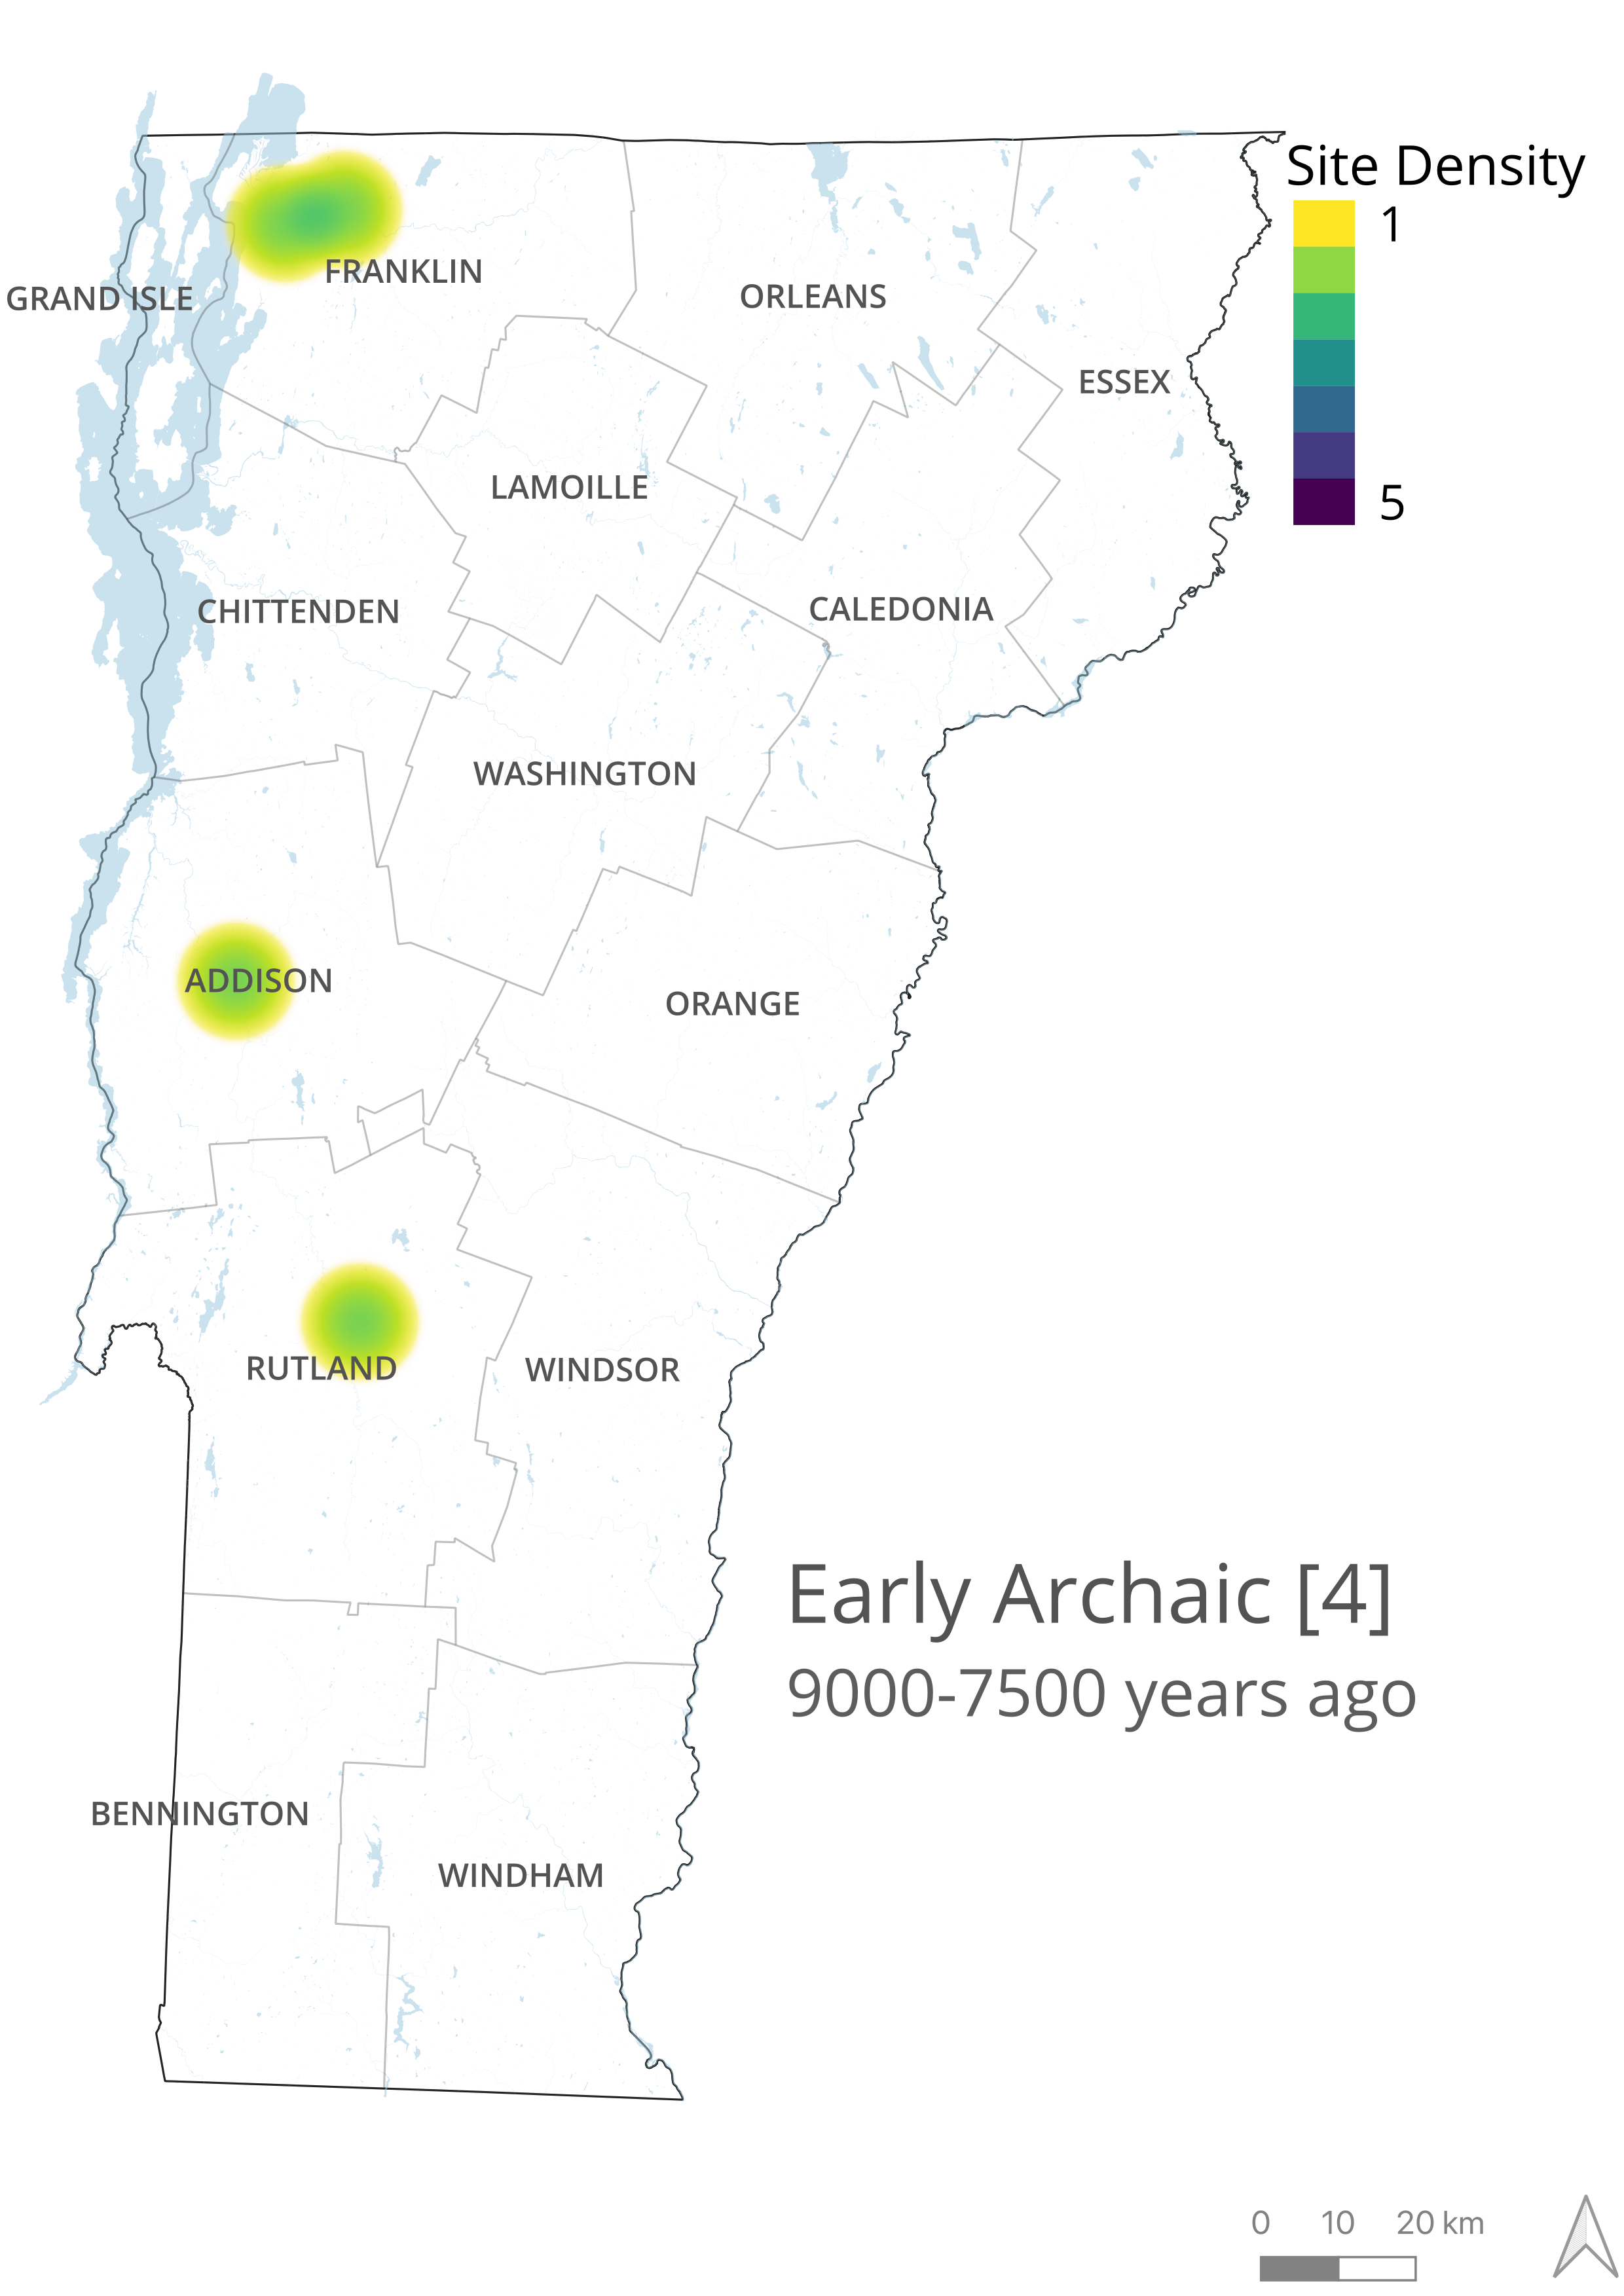 Site Density
1
5
FRANKLIN
GRAND ISLE
ORLEANS
ESSEX
LAMOILLE
CHITTENDEN
CALEDONIA
WASHINGTON
ADDISON
ORANGE
RUTLAND
WINDSOR
Early Archaic [4]
9000-7500 years ago
BENNINGTON
WINDHAM
0 10 20 km